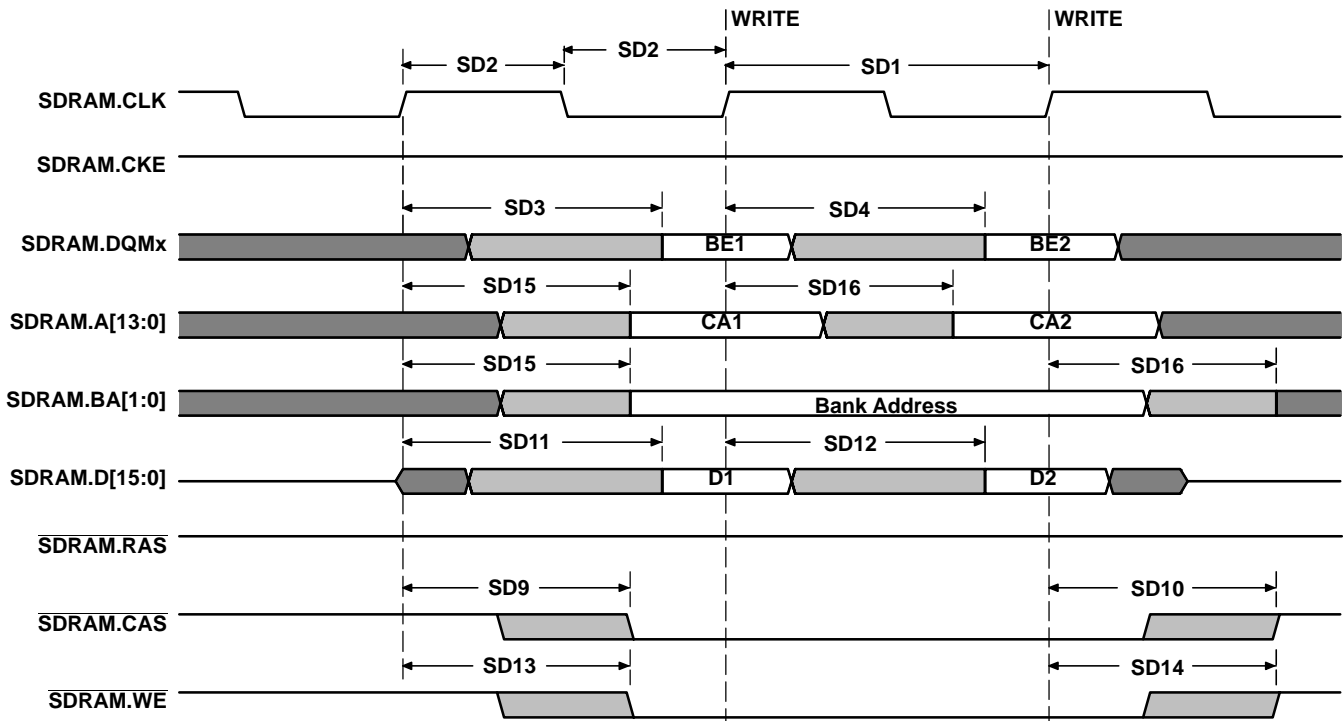 WRITE WRITE
SD2 SD2 SD1
SDRAM.CLK
SDRAM.CKE
SD3 SD4
SDRAM.DQMx BE1 BE2
SD15 SD16
SDRAM.A[13:0] CA1 CA2
SD15 SD16
SDRAM.BA[1:0] Bank Address
SD11 SD12
SDRAM.D[15:0] D1 D2
SDRAM.RAS
SD9 SD10
SDRAM.CAS
SD13 SD14
SDRAM.WE